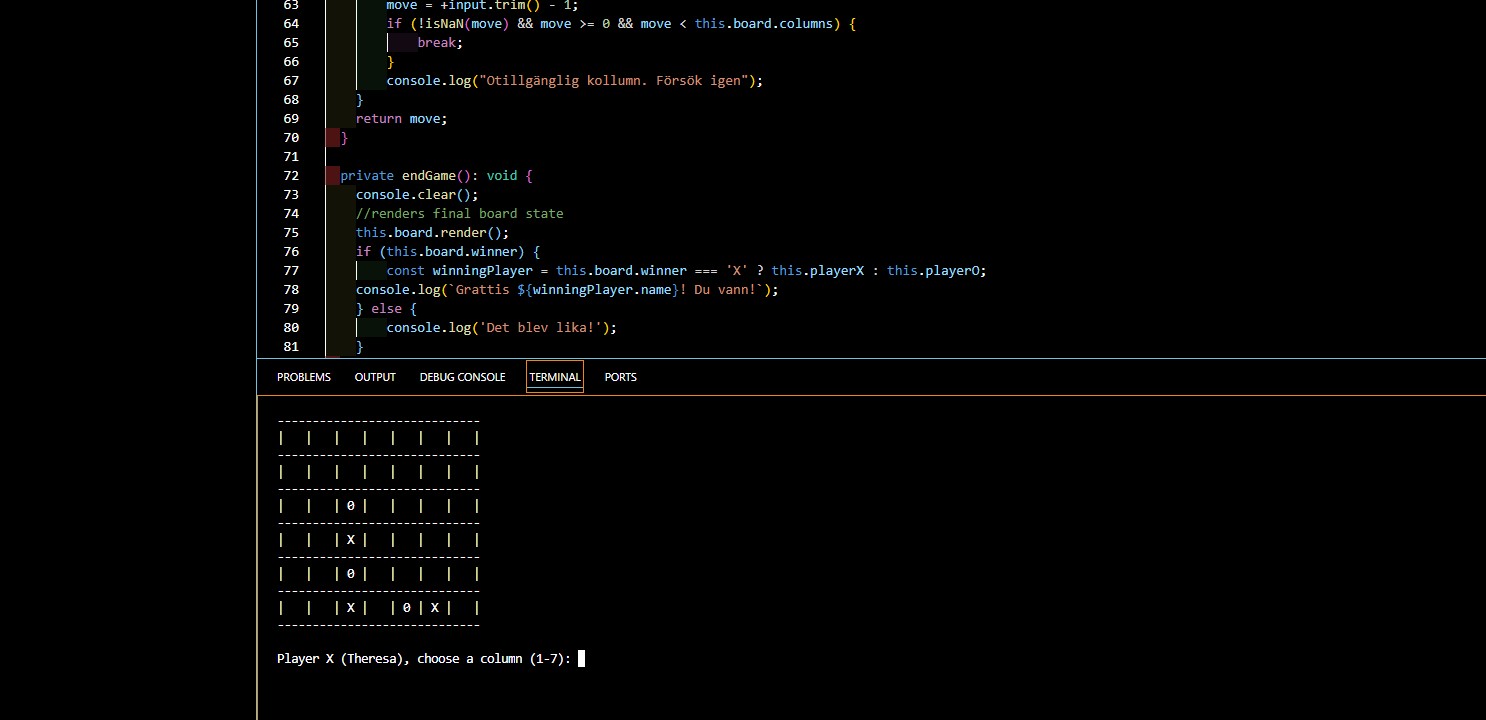 63 move = +input.trim() - 1;
64 if (!isNaN(move) && move >= 0 && move < this.board.columns) {
65 break;
66 }
67 console.log("Otillgänglig kollumn. Försök igen");
68 }
69 return move;
70 }
71
72 private endGame(): void {
73 console.clear();
74 //renders final board state
75 this.board.render();
76 if (this.board.winner) {
77 const winningPlayer = this.board.winner === 'X' ? this.playerX : this.playerO;
78 console.log(`Grattis ${winningPlayer.name}! Du vann!`);
79 } else {
80 console.log('Det blev lika!');
81 }
PROBLEMS OUTPUT DEBUG CONSOLE TERMINAL PORTS
-----------------------------
|   |   |   |   |   |   |   |
-----------------------------
|   |   |   |   |   |   |   |
-----------------------------
|   |   | 0 |   |   |   |   |
-----------------------------
|   |   | X |   |   |   |   |
-----------------------------
|   |   | 0 |   |   |   |   |
-----------------------------
|   |   | X |   | 0 | X |   |
-----------------------------
Player X (Theresa), choose a column (1-7):